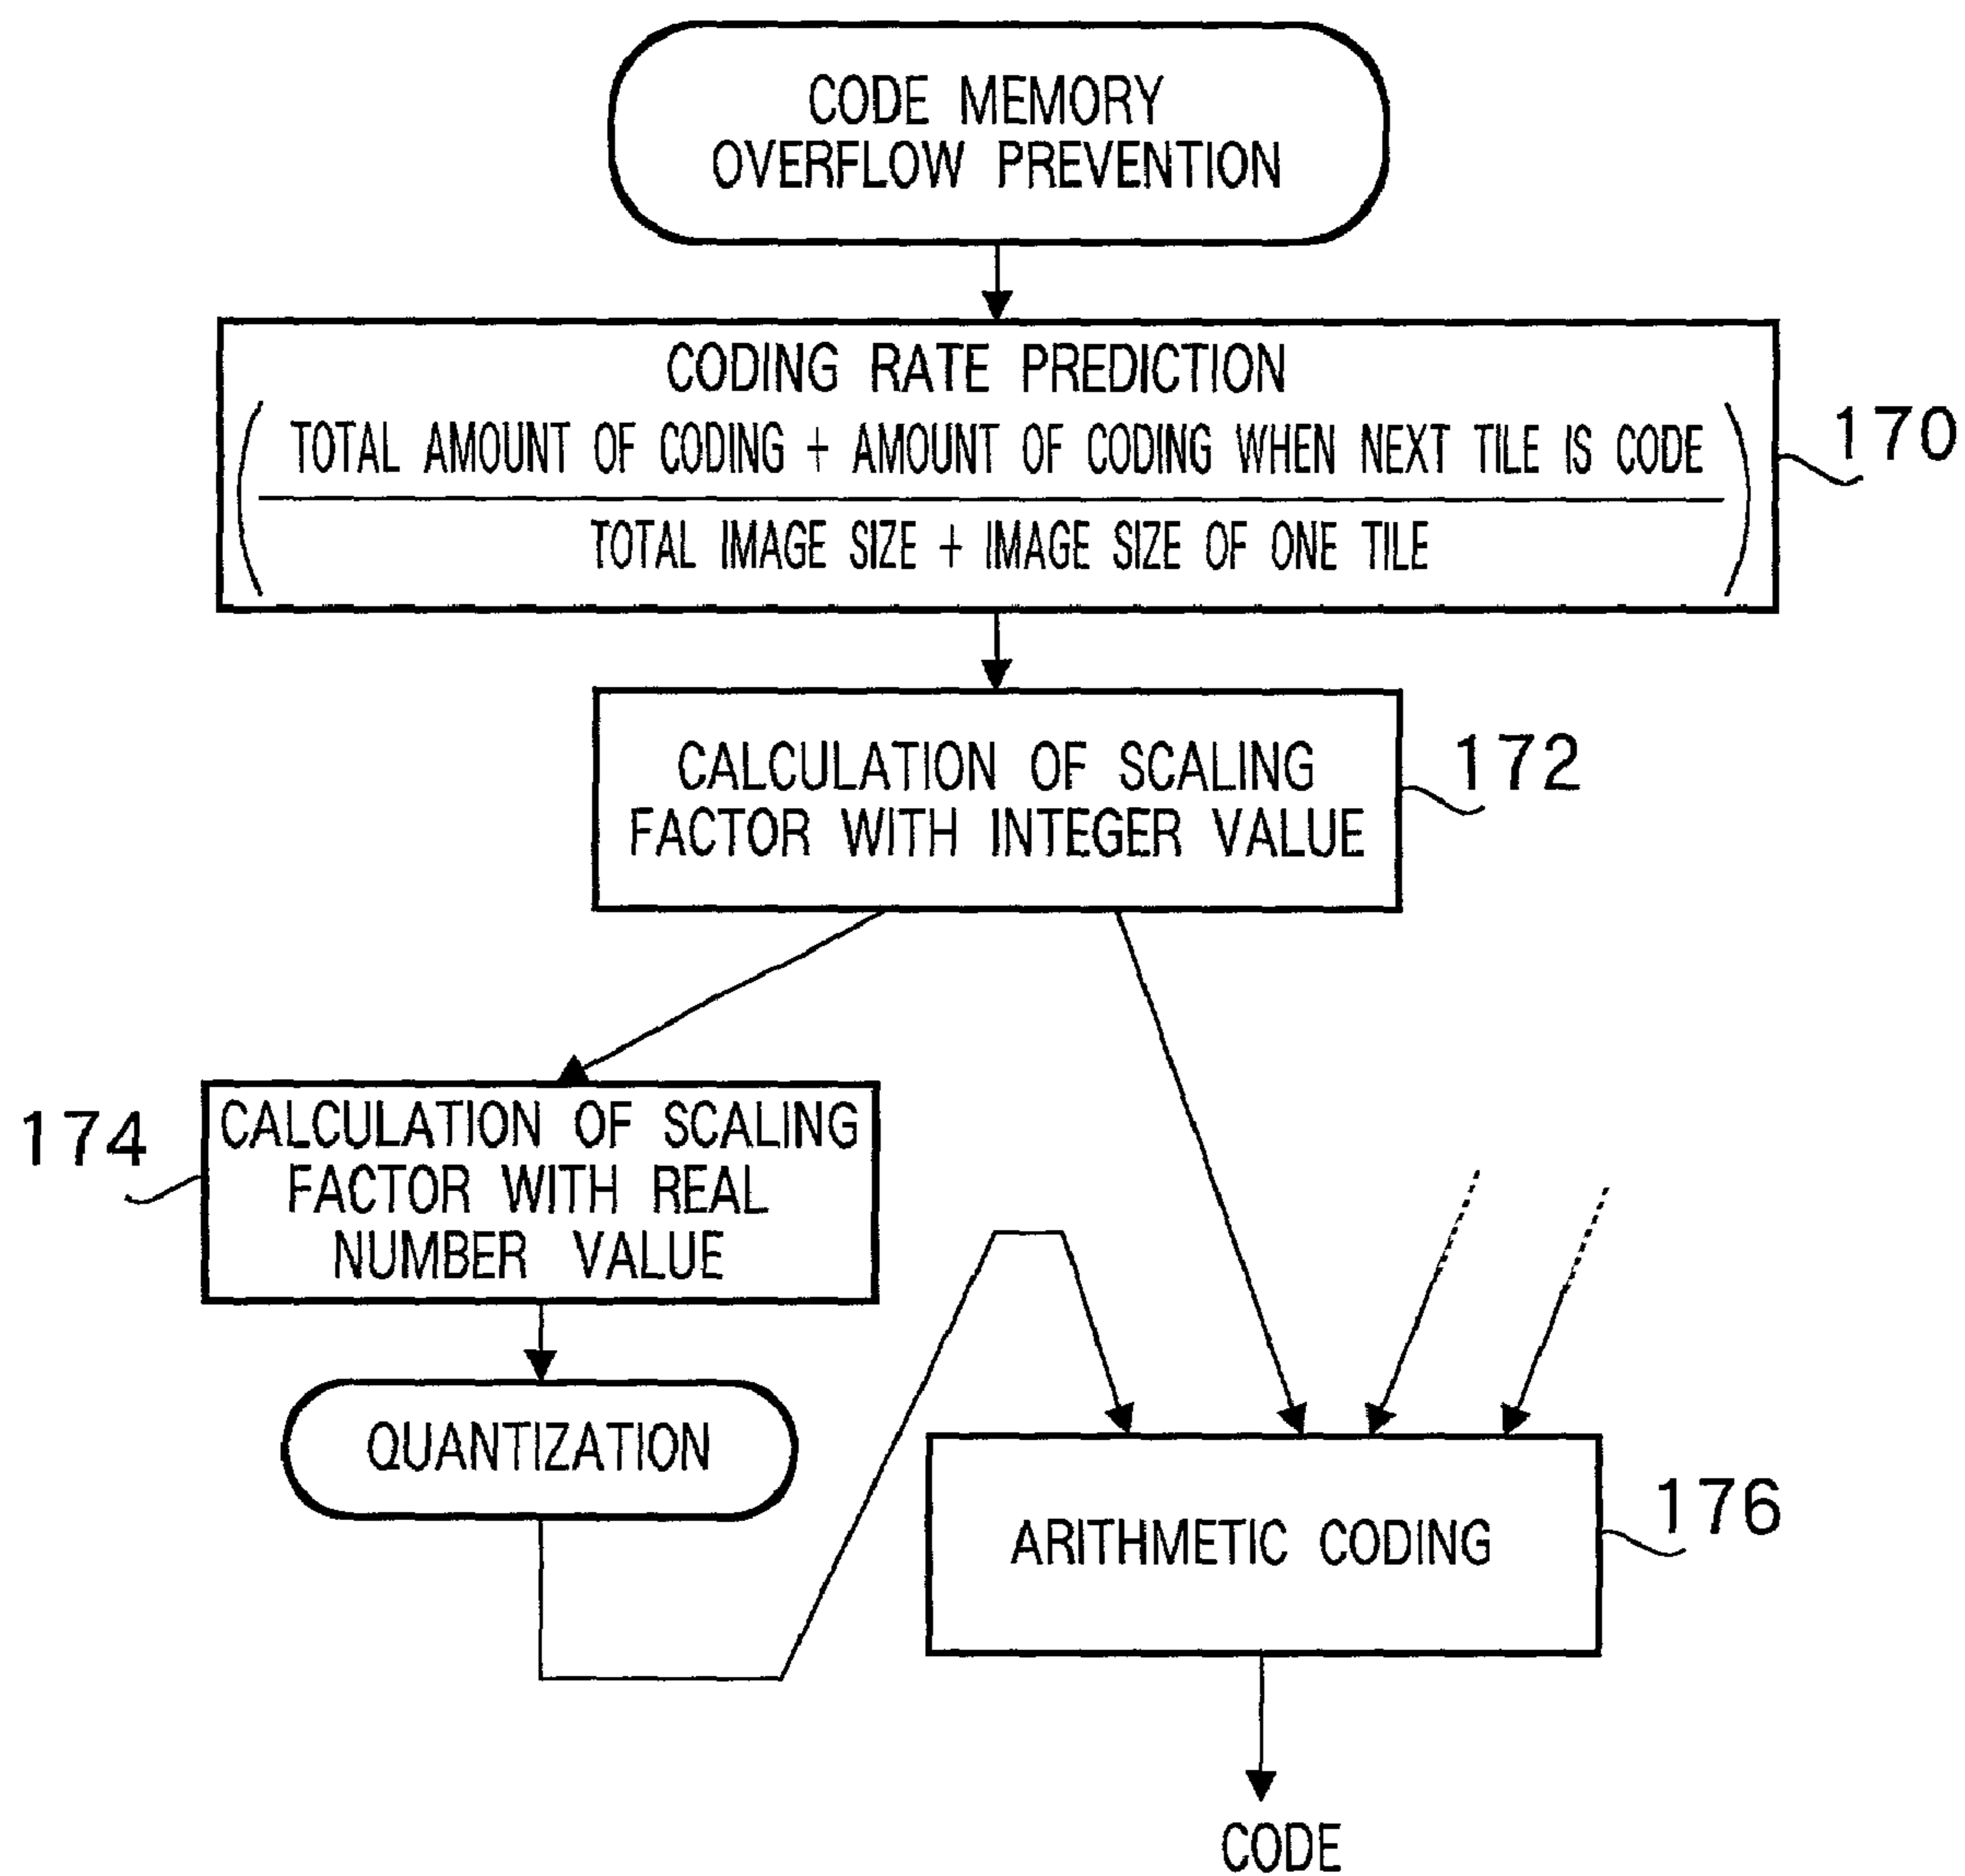 CODE MEMORY
OVERFLOW PREVENTION
CODING RATE PREDICTION
TOTAL AMOUNT OF CODING + AMOUNT OF CODING WHEN NEXT TILE IS CODE
TOTAL IMAGE SIZE + IMAGE SIZE OF ONE TILE
170
CALCULATION OF SCALING
FACTOR WITH INTEGER VALUE
172
174
CALCULATION OF SCALING
FACTOR WITH REAL
NUMBER VALUE
QUANTIZATION
ARITHMETIC CODING
176
CODE